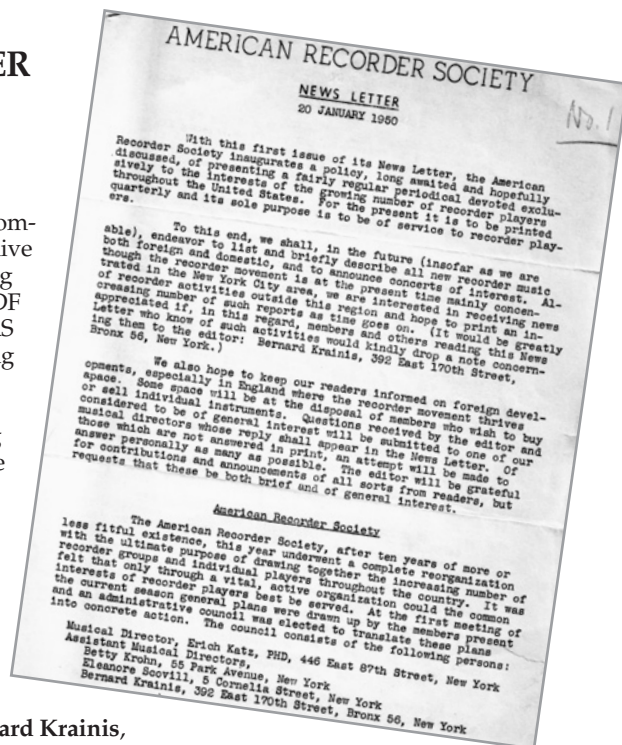 ER
om-
ive
g
DF
AS
ng
g
e
ard Krainis,
AMERICAN RECORDER SOCIETY
NEWS LETTER
20 JANUARY 1950
No. 1
With this first issue of its News Letter, the American
Recorder Society inaugurates a policy, long awaited and hopefully
discussed, of presenting a fairly regular periodical devoted exclu-
sively to the interests of the growing number of recorder players
throughout the United States. For the present it is to be printed
quarterly and its sole purpose is to be of service to recorder play-
ers.
To this end, we shall, in the future (insofar as we are
able), endeavor to list and briefly describe all new recorder music
both foreign and domestic, and to announce concerts of interest. Al-
though the recorder movement is at the present time mainly concen-
trated in the New York City area, we are interested in receiving news
of recorder activities outside this region and hope to print an in-
creasing number of such reports as time goes on. (It would be greatly
appreciated if, in this regard, members and others reading this News
Letter who know of such activities would kindly drop a note concern-
ing them to the editor: Bernard Krainis, 392 East 170th Street,
Bronx 56, New York.)
We also hope to keep our readers informed on foreign devel-
opments, especially in England where the recorder movement thrives
apace. Some space will be at the disposal of members who wish to buy
or sell individual instruments. Questions received by the editor and
considered to be of general interest will be submitted to one of our
musical directors whose reply shall appear in the News Letter. Of
those which are not answered in print, an attempt will be made to
answer personally as many as possible. The editor will be grateful
for contributions and announcements of all sorts from readers, but
requests that these be both brief and of general interest.
American Recorder Society
The American Recorder Society, after ten years of more or
less fitful existence, this year underwent a complete reorganization
with the ultimate purpose of drawing together the increasing number of
recorder groups and individual players throughout the country. It was
felt that only through a vital, active organization could the common
interests of recorder players best be served. At the first meeting of
the current season general plans were drawn up by the members present
and an administrative council was elected to translate these plans
into concrete action. The council consists of the following persons:
Musical Director, Erich Katz, PHD, 446 East 87th Street, New York
Assistant Musical Directors,
Betty Krohn, 55 Park Avenue, New York
Eleanore Scovill, 5 Cornelia Street, New York
Bernard Krainis, 392 East 170th Street, Bronx 56, New York